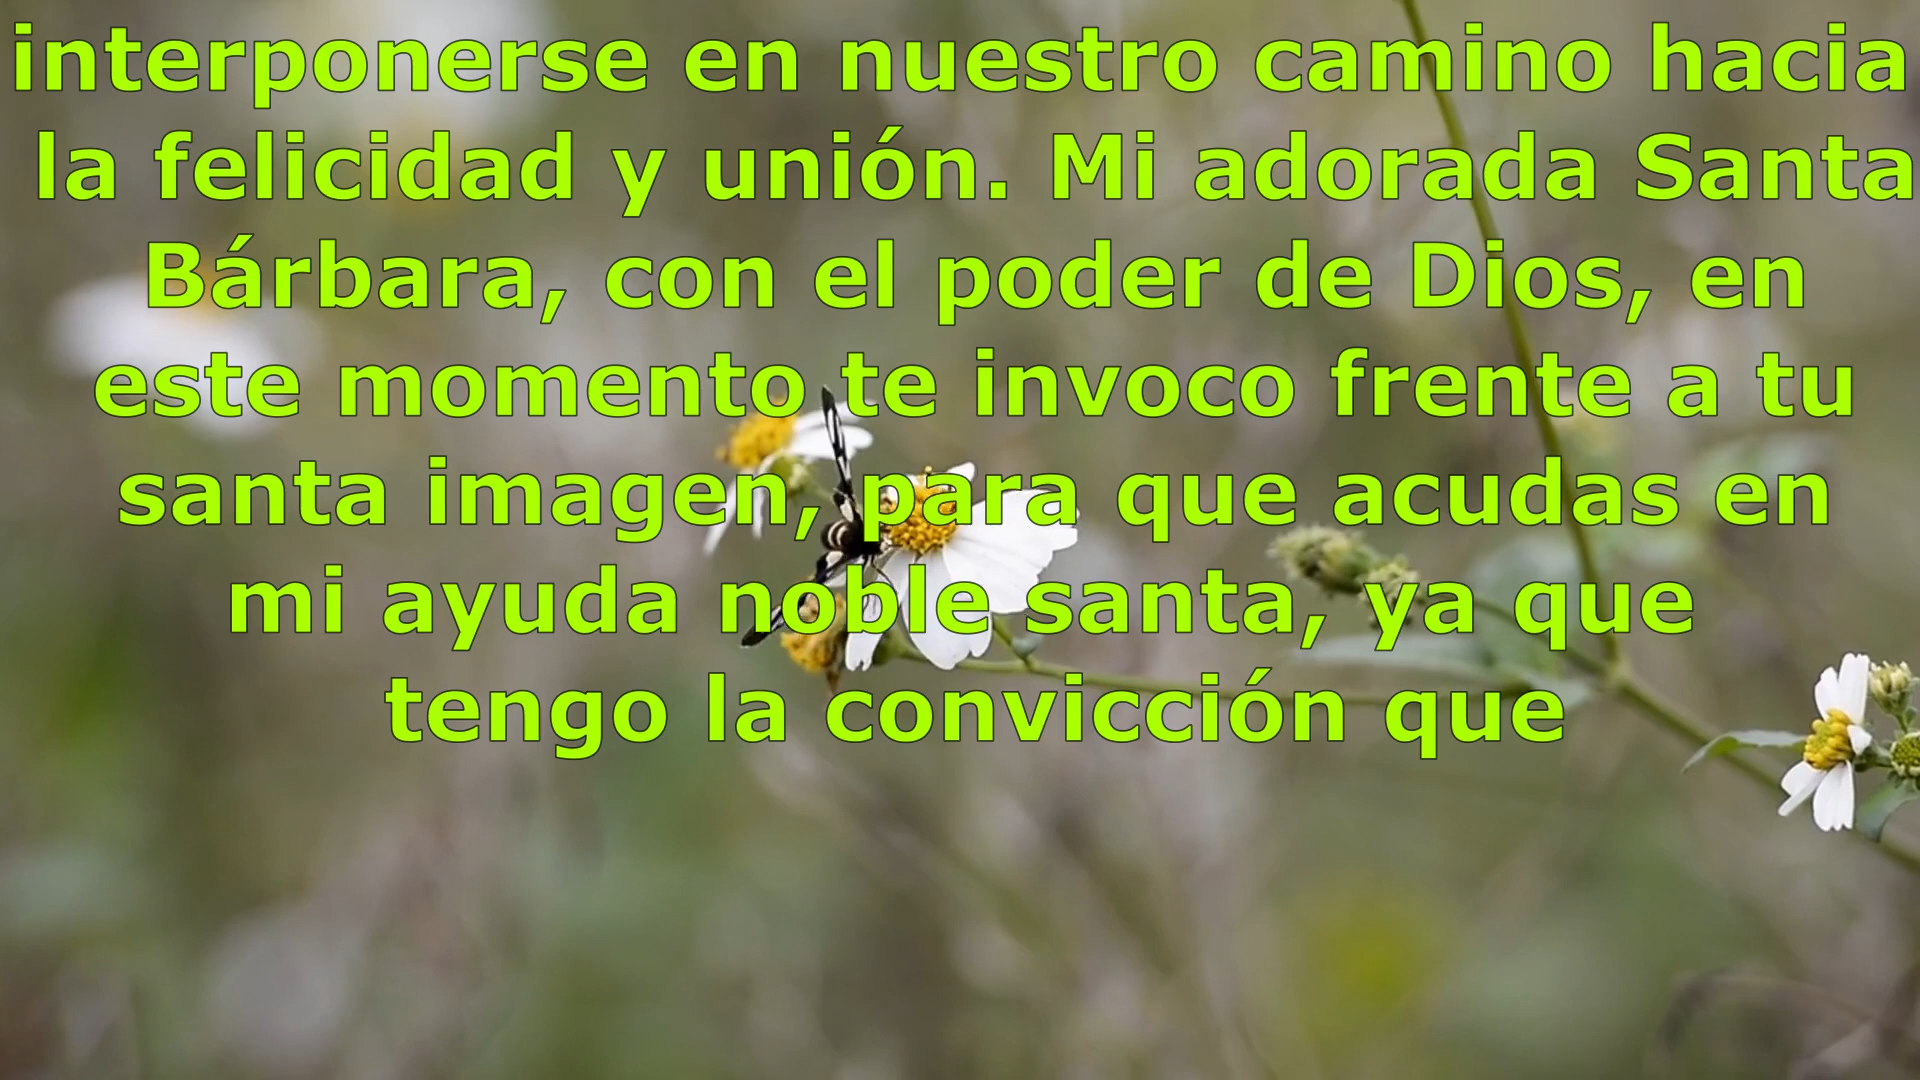 interponerse en nuestro camino hacia
la felicidad y unión. Mi adorada Santa
Bárbara, con el poder de Dios, en
este momento te invoco frente a tu
santa imagen, para que acudas en
mi ayuda noble santa, ya que
tengo la convicción que